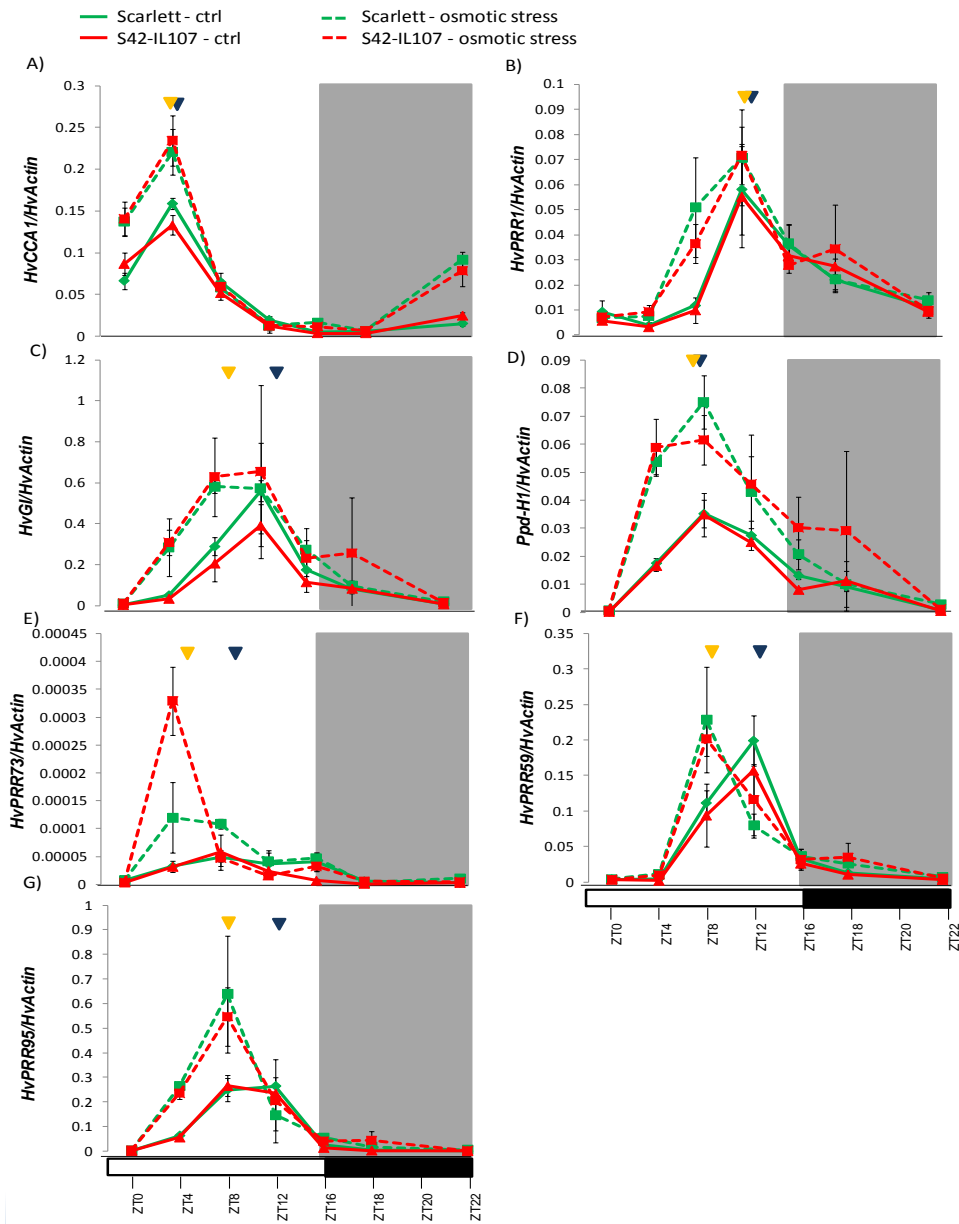 Scarlett - ctrl
Scarlett - osmotic stress
S42-IL107 - ctrl
S42-IL107 - osmotic stress
A)
HvCCA1/HvActin
0.3
0.25
0.2
0.15
0.1
0.05
0
B)
HvPRR1/HvActin
0.1
0.09
0.08
0.07
0.06
0.05
0.04
0.03
0.02
0.01
0
C)
HvGI/HvActin
1.2
1
0.8
0.6
0.4
0.2
0
D)
Ppd-H1/HvActin
0.09
0.08
0.07
0.06
0.05
0.04
0.03
0.02
0.01
0
E)
HvPRR73/HvActin
0.00045
0.0004
0.00035
0.0003
0.00025
0.0002
0.00015
0.0001
0.00005
0
F)
HvPRR59/HvActin
0.35
0.3
0.25
0.2
0.15
0.1
0.05
0
ZT0
ZT4
ZT8
ZT12
ZT16
ZT18
ZT20
ZT22
G)
HvPRR95/HvActin
1
0.9
0.8
0.7
0.6
0.5
0.4
0.3
0.2
0.1
0
ZT0
ZT4
ZT8
ZT12
ZT16
ZT18
ZT20
ZT22